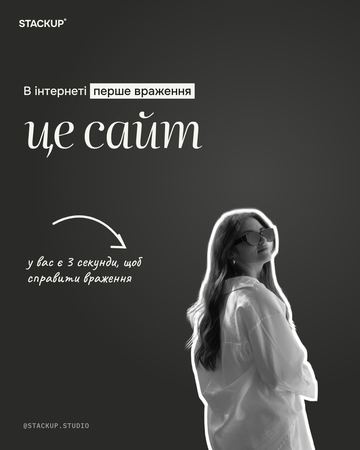 STACKUP®
В інтернеті перше враження
це сайт
у вас є 3 секунди, щоб
справити враження
@STACKUP.STUDIO